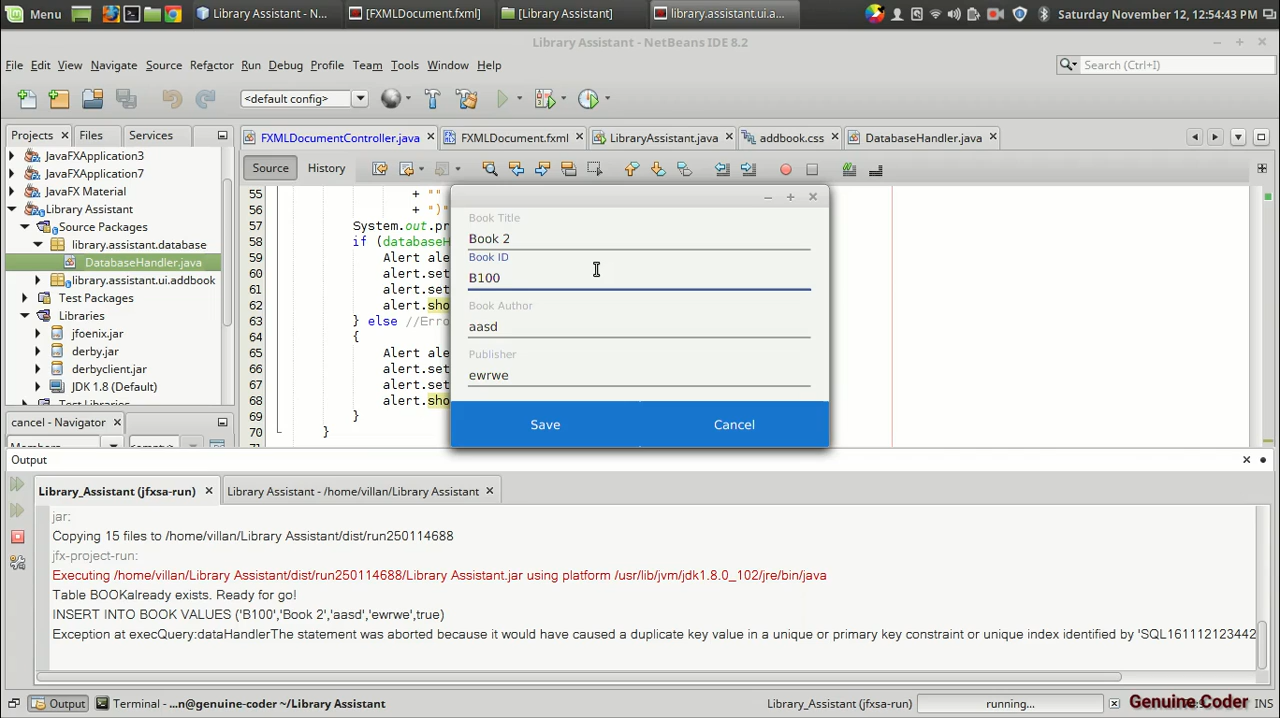 Menu
Library Assistant - N...
[FXMLDocument.fxml]
[Library Assistant]
library.assistant.ui.a...
Saturday November 12, 12:54:43 PM
Library Assistant - NetBeans IDE 8.2
File Edit View Navigate Source Refactor Run Debug Profile Team Tools Window Help
Search (Ctrl+I)
<default config>
Projects Files Services
FXMLDocumentController.java FXMLDocument.fxml LibraryAssistant.java addbook.css DatabaseHandler.java
Source History
JavaFXApplication3
JavaFXApplication7
JavaFX Material
Library Assistant
Source Packages
library.assistant.database
DatabaseHandler.java
library.assistant.ui.addbook
Test Packages
Libraries
jfoenix.jar
derby.jar
derbyclient.jar
JDK 1.8 (Default)
Test Libraries
cancel - Navigator
Members <empty>
55 + ""
56 + ")"
57 System.out.pr
58 if (databaseH
59 Alert ale
60 alert.set
61 alert.set
62 alert.sho
63 } else //Erro
64 {
65 Alert ale
66 alert.set
67 alert.set
68 alert.sho
69 }
70 }
Book Title
Book 2
Book ID
B100
Book Author
aasd
Publisher
ewrwe
Save Cancel
Output
Library_Assistant (jfxsa-run) Library Assistant - /home/villan/Library Assistant
jar:
Copying 15 files to /home/villan/Library Assistant/dist/run250114688
jfx-project-run:
Executing /home/villan/Library Assistant/dist/run250114688/Library Assistant.jar using platform /usr/lib/jvm/jdk1.8.0_102/jre/bin/java
Table BOOKalready exists. Ready for go!
INSERT INTO BOOK VALUES ('B100','Book 2','aasd','ewrwe',true)
Exception at execQuery:dataHandlerThe statement was aborted because it would have caused a duplicate key value in a unique or primary key constraint or unique index identified by 'SQL161112123442
Output Terminal - ...n@genuine-coder ~/Library Assistant
Library_Assistant (jfxsa-run) running... INS
Genuine Coder